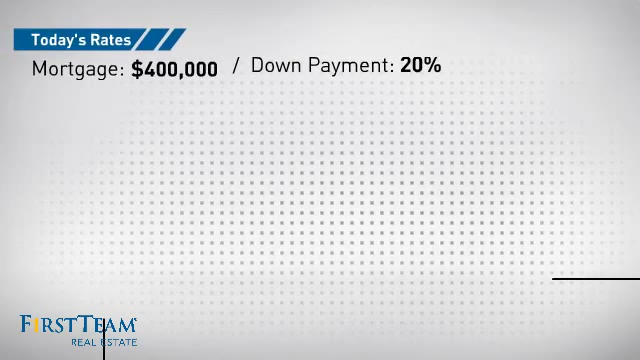 Today's Rates
Mortgage: $400,000 / Down Payment: 20%
FIRSTTEAM®
REAL ESTATE